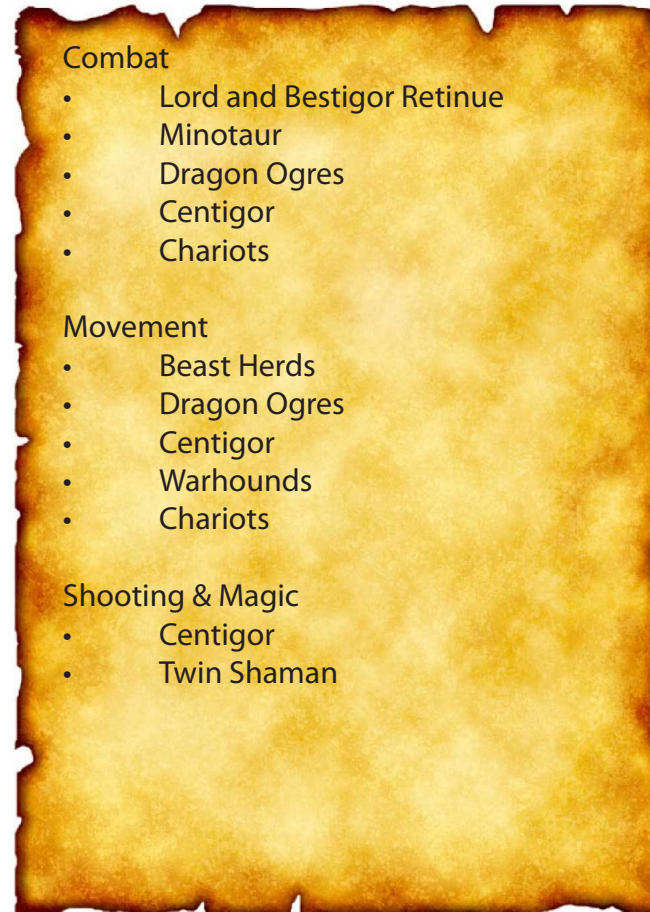 Combat
• Lord and Bestigor Retinue
• Minotaur
• Dragon Ogres
• Centigor
• Chariots
Movement
• Beast Herds
• Dragon Ogres
• Centigor
• Warhounds
• Chariots
Shooting & Magic
• Centigor
• Twin Shaman